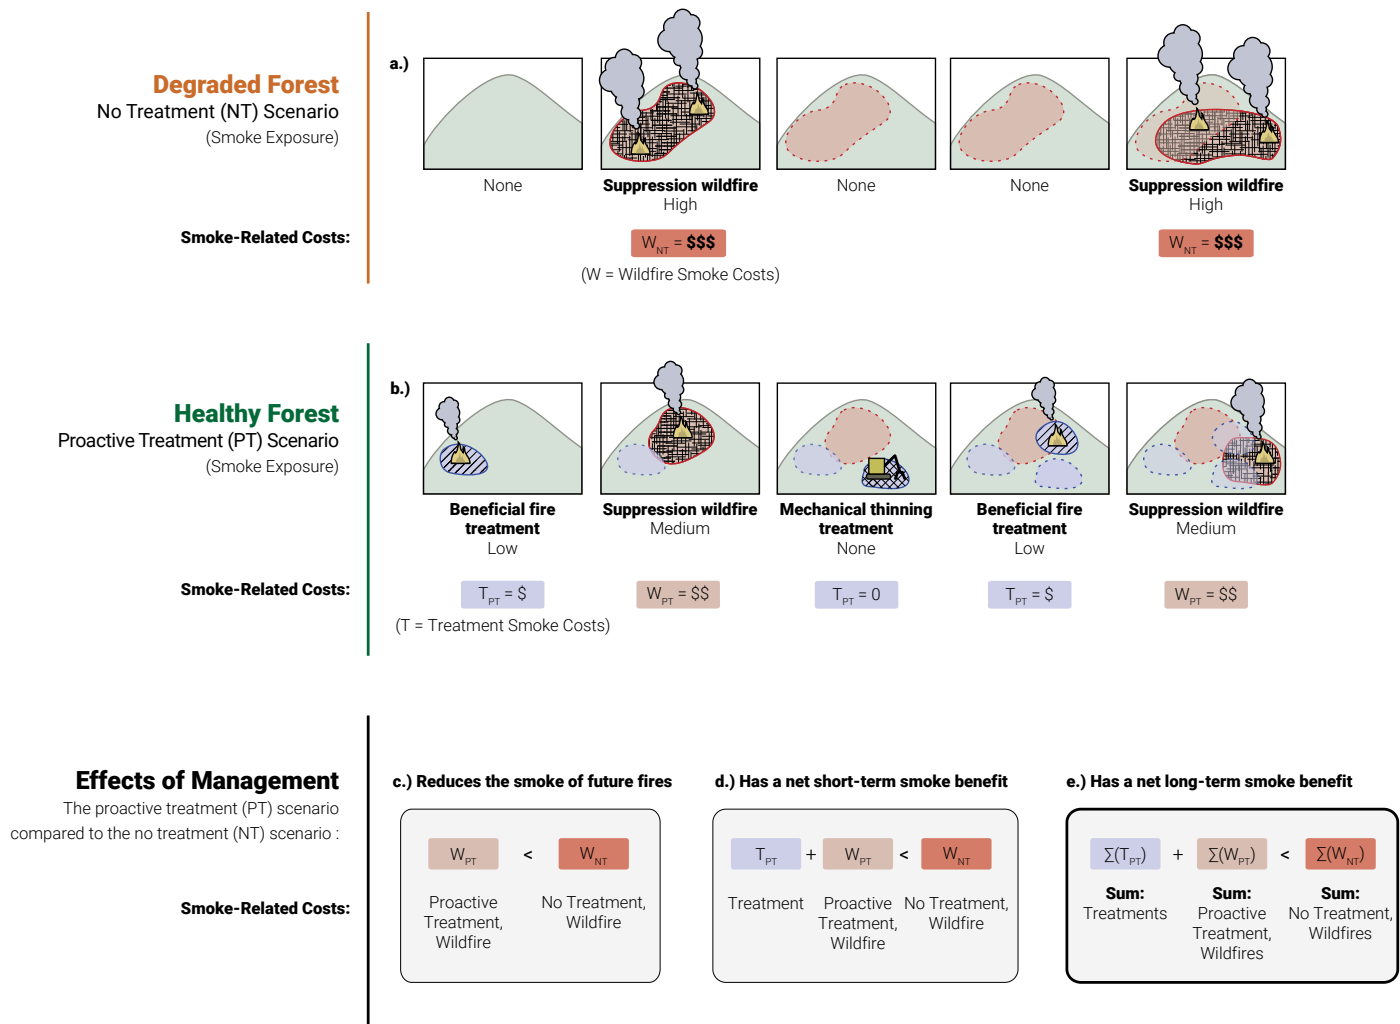 Degraded Forest
No Treatment (NT) Scenario
(Smoke Exposure)
a.)
None
Suppression wildfire
High
None
None
Suppression wildfire
High
Smoke-Related Costs:
W_NT = $$$
W_NT = $$$
(W = Wildfire Smoke Costs)
Healthy Forest
Proactive Treatment (PT) Scenario
(Smoke Exposure)
b.)
Beneficial fire
treatment
Low
Suppression wildfire
Medium
Mechanical thinning
treatment
None
Beneficial fire
treatment
Low
Suppression wildfire
Medium
Smoke-Related Costs:
T_PT = $
W_PT = $$
T_PT = 0
T_PT = $
W_PT = $$
(T = Treatment Smoke Costs)
Effects of Management
The proactive treatment (PT) scenario
compared to the no treatment (NT) scenario :
Smoke-Related Costs:
c.) Reduces the smoke of future fires
W_PT < W_NT
Proactive
Treatment,
Wildfire
No Treatment,
Wildfire
d.) Has a net short-term smoke benefit
T_PT + W_PT < W_NT
Treatment
Proactive
Treatment,
Wildfire
No Treatment,
Wildfire
e.) Has a net long-term smoke benefit
∑(T_PT) + ∑(W_PT) < ∑(W_NT)
Sum:
Treatments
Sum:
Proactive
Treatment,
Wildfires
Sum:
No Treatment,
Wildfires